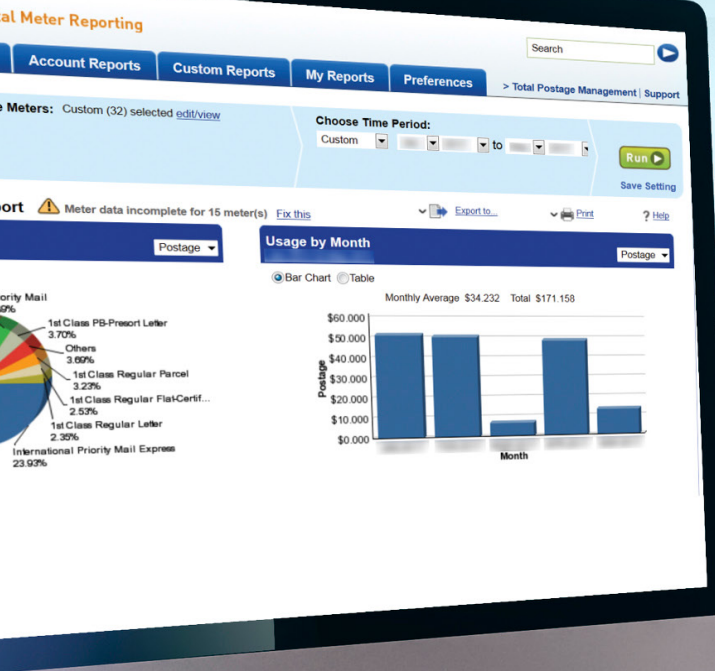 tal Meter Reporting
Search
Account Reports
Custom Reports
My Reports
Preferences
> Total Postage Management | Support
e Meters: Custom (32) selected edit/view
Choose Time Period:
Custom
to
Run
Save Setting
ort
Meter data incomplete for 15 meter(s) Fix this
Export to...
Print
? Help
Postage
Usage by Month
Postage
Bar Chart
Table
Monthly Average $34.232 Total $171.158
ority Mail
9%
1st Class PB-Presort Letter
3.70%
Others
3.69%
1st Class Regular Parcel
3.23%
1st Class Regular Flat-Certif...
2.53%
1st Class Regular Letter
2.35%
International Priority Mail Express
23.93%
$60.000
$50.000
$40.000
$30.000
$20.000
$10.000
$0.000
Postage
Month